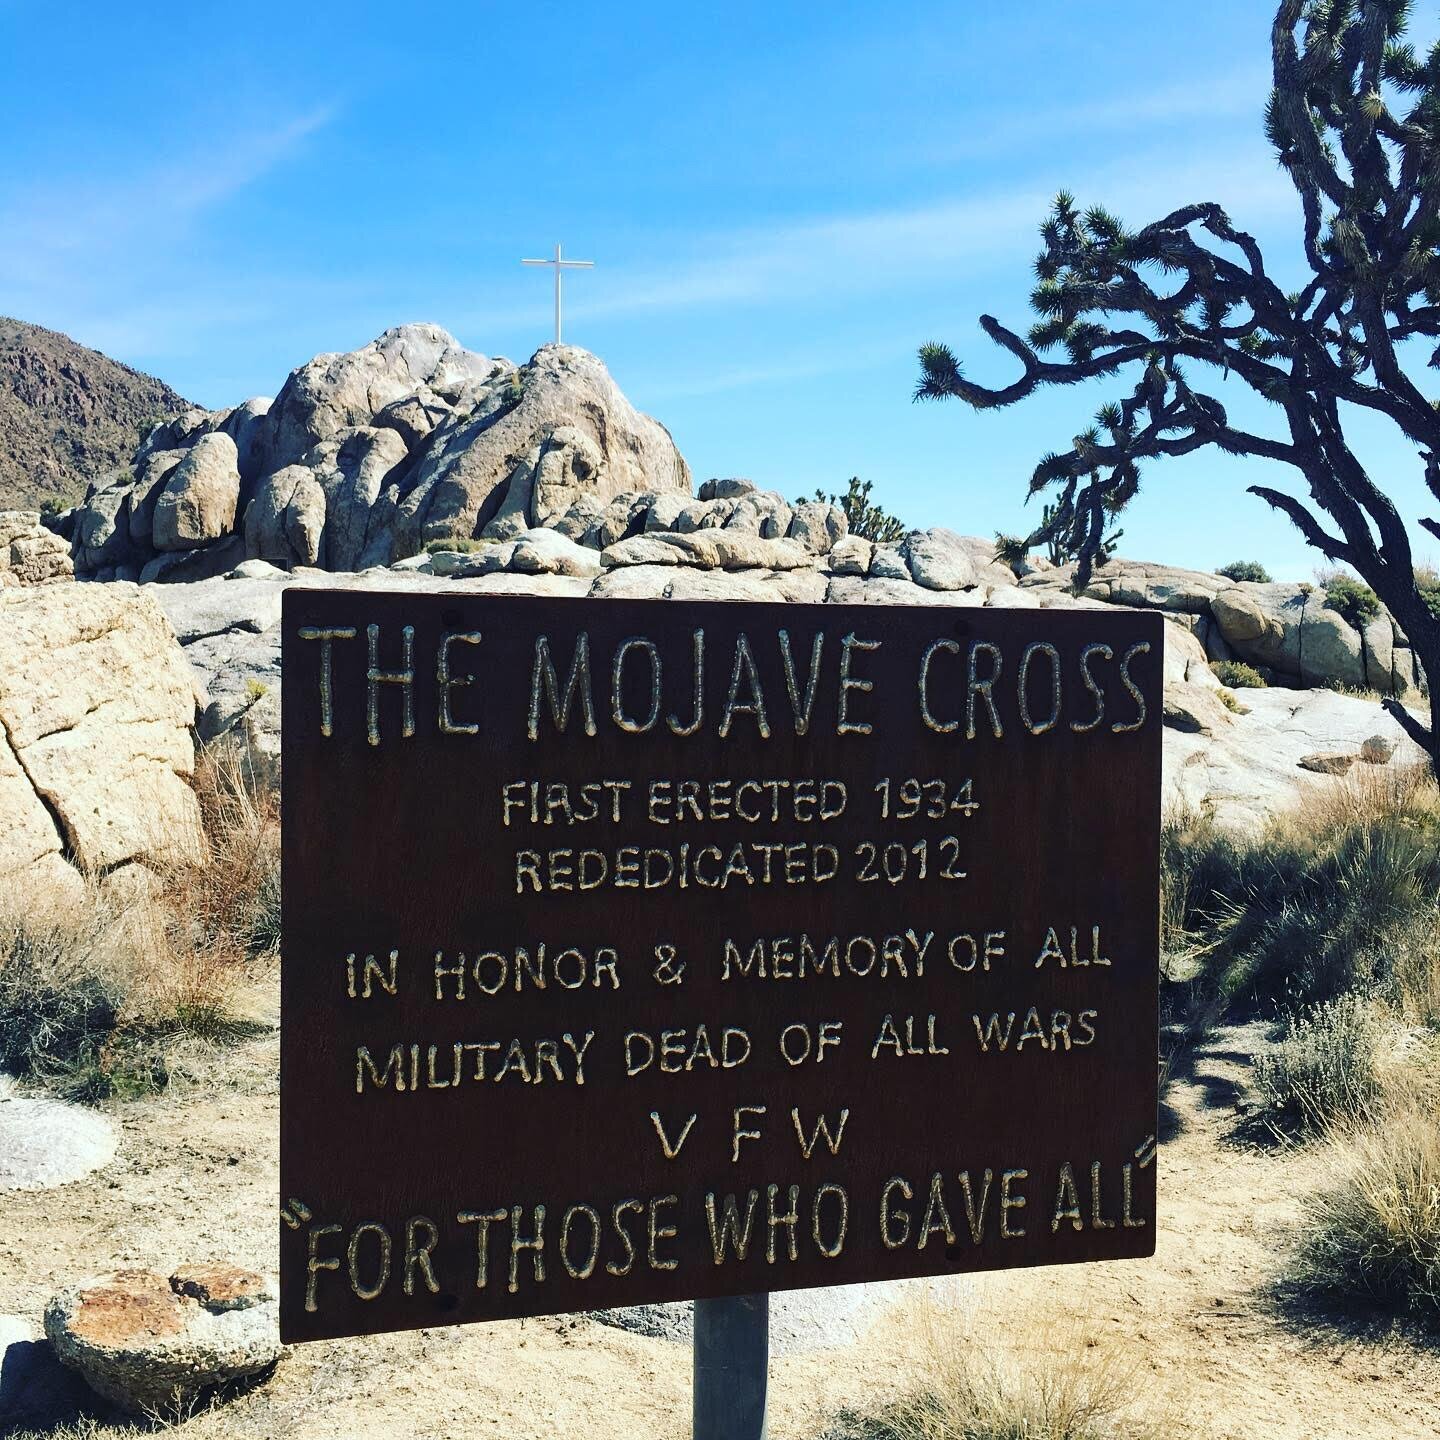 THE MOJAVE CROSS
FIRST ERECTED 1934
REDEDICATED 2012
IN HONOR & MEMORY OF ALL
MILITARY DEAD OF ALL WARS
V F W
"FOR THOSE WHO GAVE ALL"